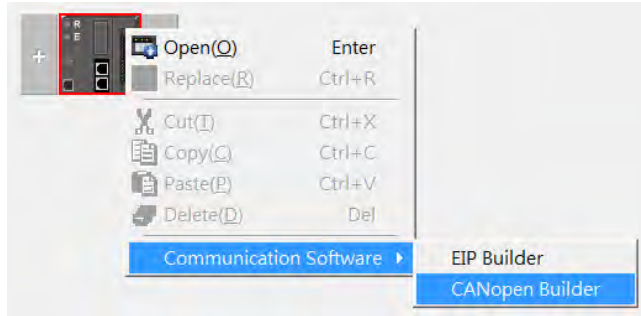 R
E
+
Open(O) Enter
Replace(R) Ctrl+R
Cut(T) Ctrl+X
Copy(C) Ctrl+C
Paste(P) Ctrl+V
Delete(D) Del
Communication Software
EIP Builder
CANopen Builder